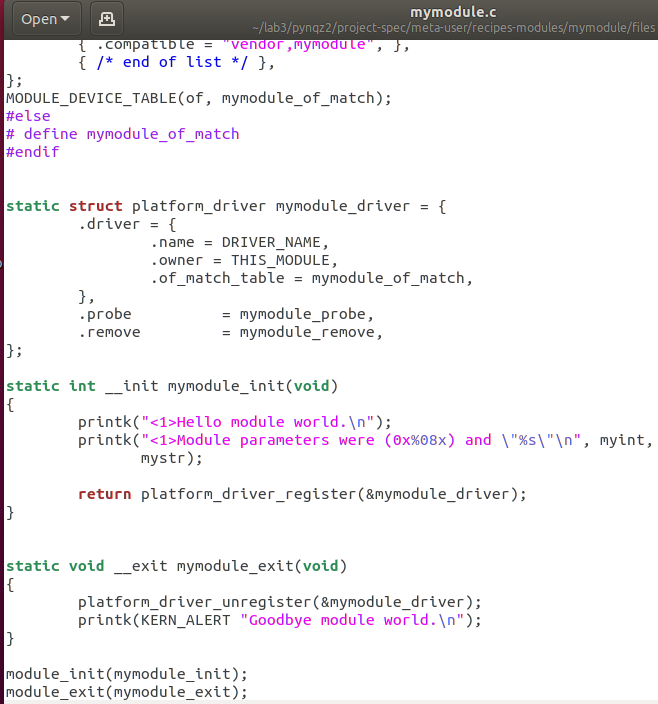 Open
mymodule.c
~/lab3/pynqz2/project-spec/meta-user/recipes-modules/mymodule/files
        { .compatible = "vendor,mymodule", },
        { /* end of list */ },
};
MODULE_DEVICE_TABLE(of, mymodule_of_match);
#else
# define mymodule_of_match
#endif
static struct platform_driver mymodule_driver = {
        .driver = {
                .name = DRIVER_NAME,
                .owner = THIS_MODULE,
                .of_match_table = mymodule_of_match,
        },
        .probe          = mymodule_probe,
        .remove         = mymodule_remove,
};
static int __init mymodule_init(void)
{
        printk("<1>Hello module world.\n");
        printk("<1>Module parameters were (0x%08x) and \"%s\"\n", myint,
               mystr);
        return platform_driver_register(&mymodule_driver);
}
static void __exit mymodule_exit(void)
{
        platform_driver_unregister(&mymodule_driver);
        printk(KERN_ALERT "Goodbye module world.\n");
}
module_init(mymodule_init);
module_exit(mymodule_exit);